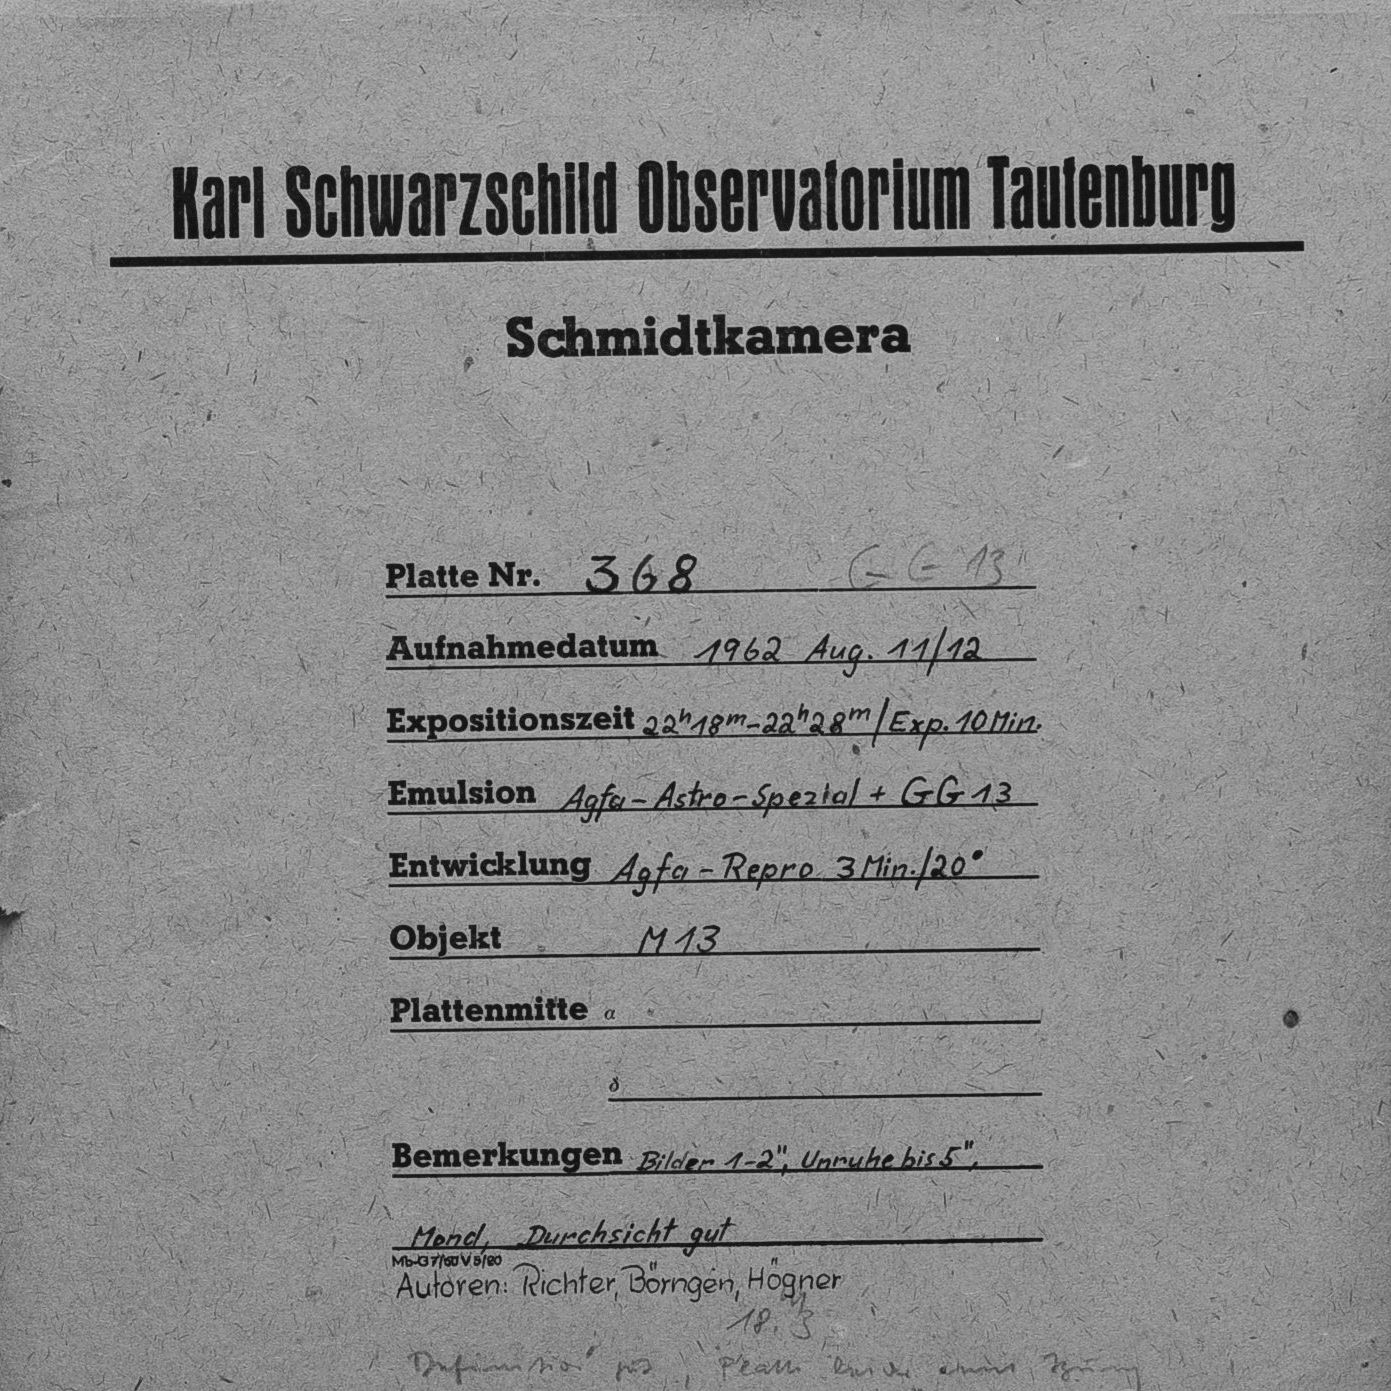 Karl Schwarzschild Observatorium Tautenburg
Schmidtkamera
Platte Nr. 368 GG 13
Aufnahmedatum 1962 Aug. 11/12
Expositionszeit 22h18m-22h28m/Exp. 10 Min.
Emulsion Agfa-Astro-Spezial + GG 13
Entwicklung Agfa-Repro 3 Min./20°
Objekt M 13
Plattenmitte α
δ
Bemerkungen Bilder 1-2", Unruhe bis 5",
Mond, Durchsicht gut
Autoren: Richter, Börngen, Högner
18.